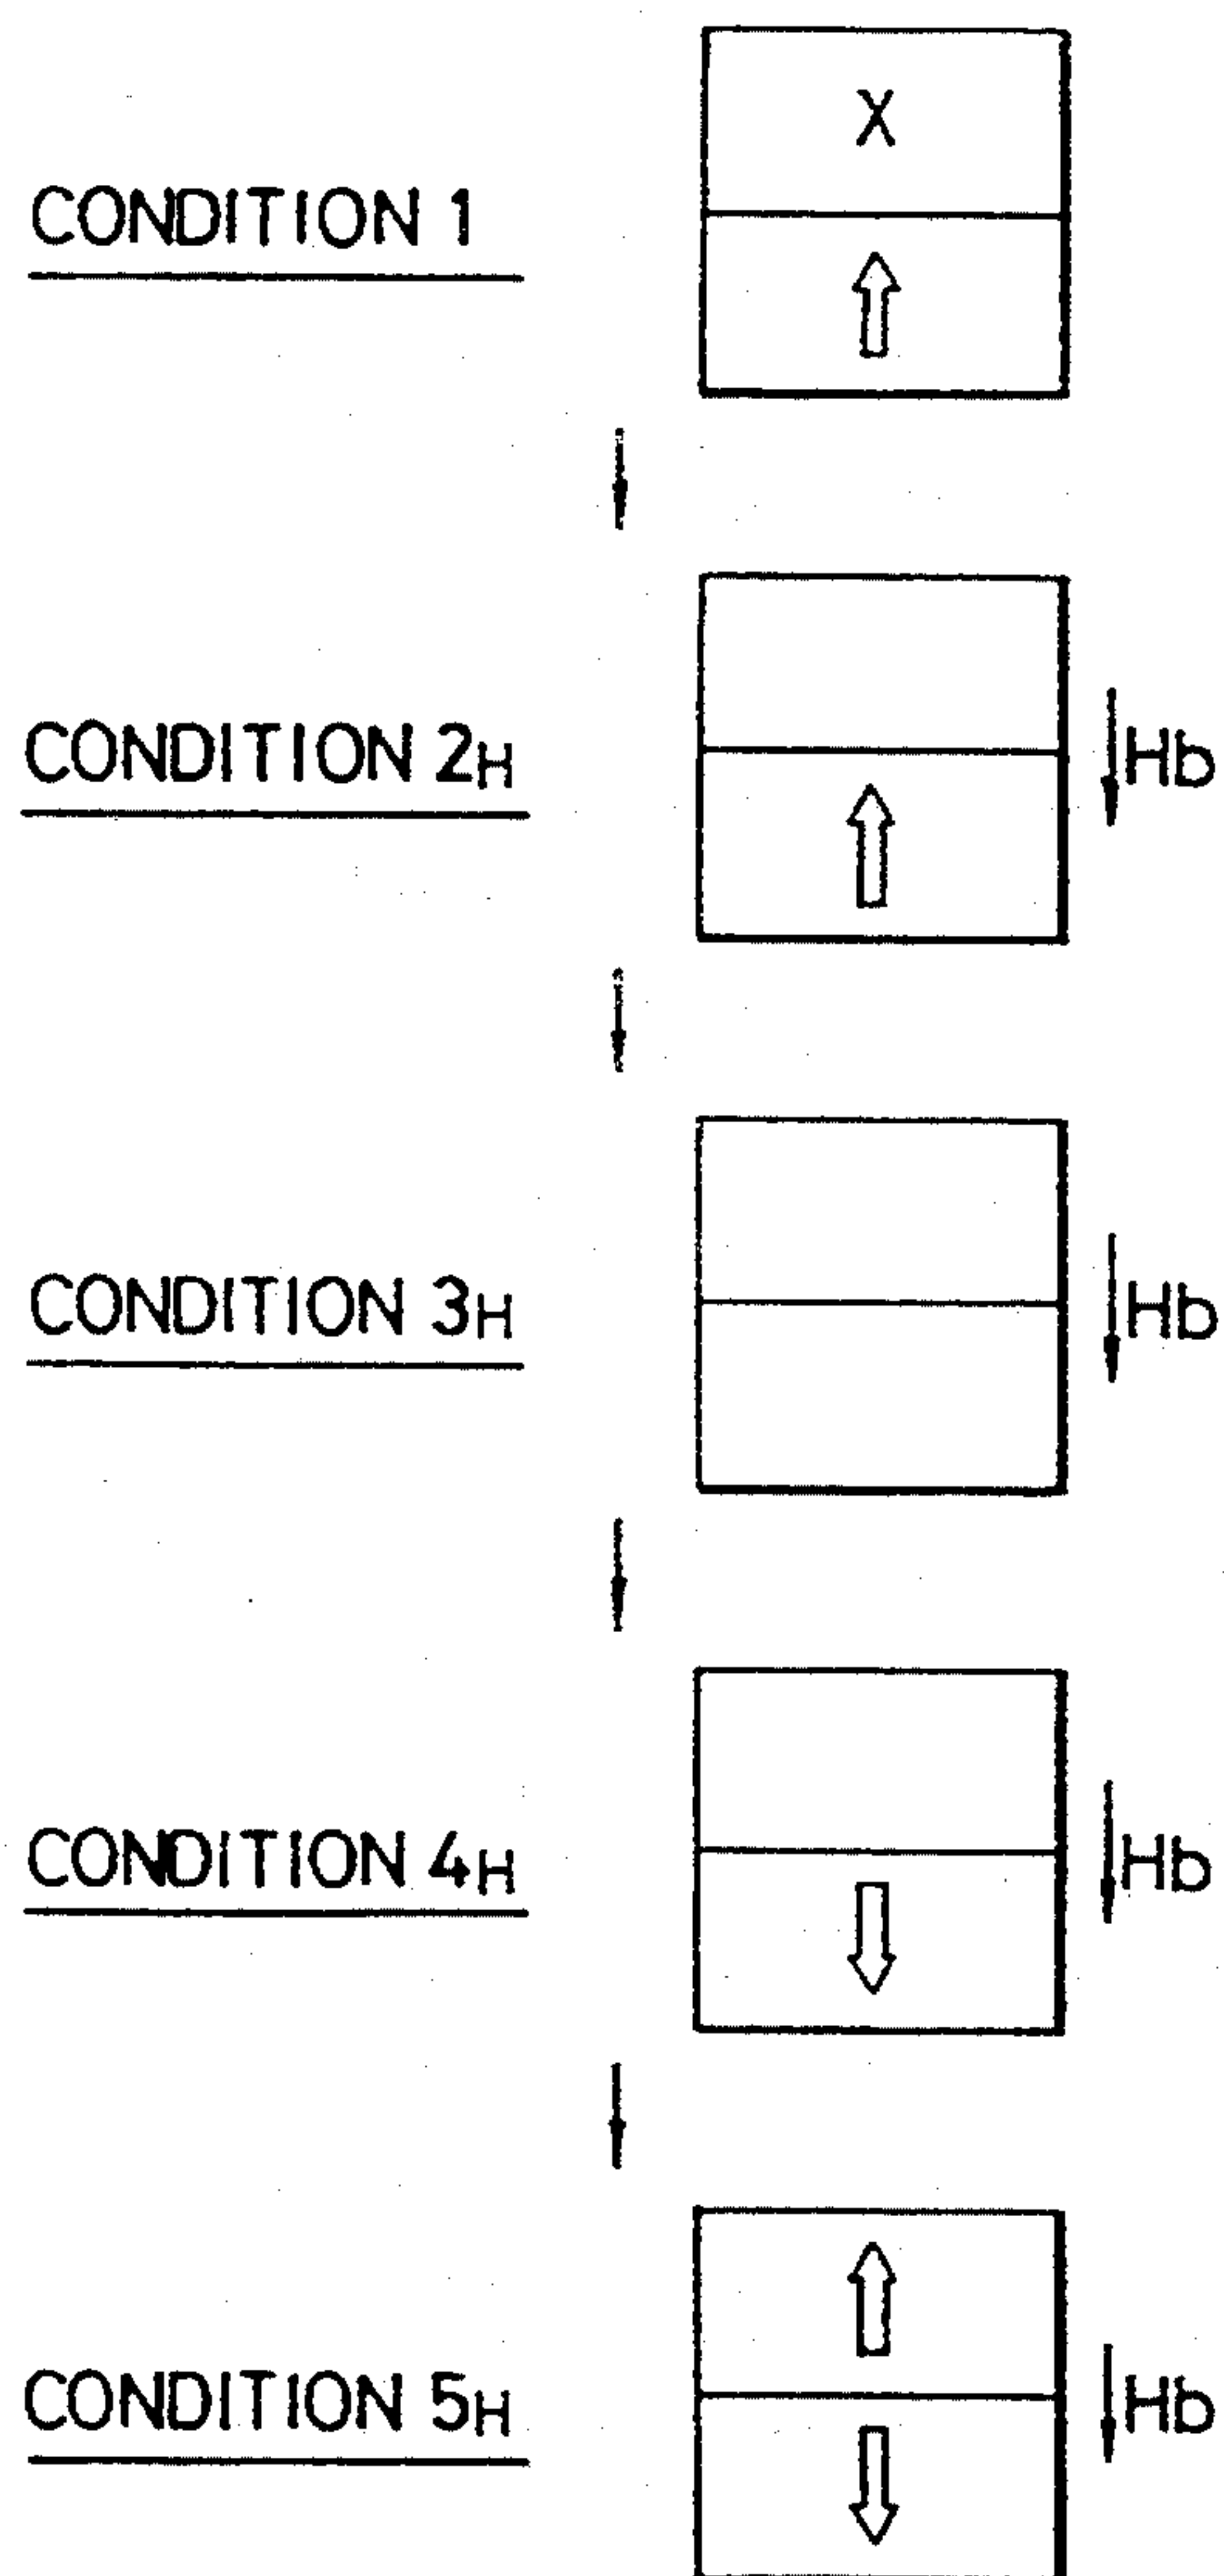 X
CONDITION 1
CONDITION 2H
Hb
CONDITION 3H
Hb
CONDITION 4H
Hb
CONDITION 5H
Hb